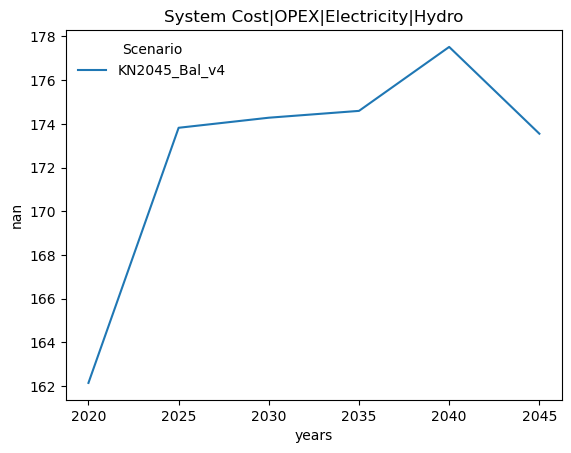 System Cost|OPEX|Electricity|Hydro
178
176
174
172
170
168
166
164
162
nan
Scenario
KN2045_Bal_v4
2020 2025 2030 2035 2040 2045
years